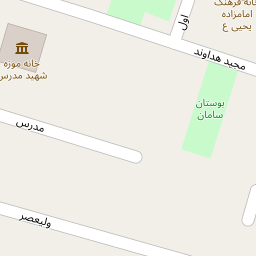 خانه فرهنگ
امامزاده
یحیی ع
اول
مجید هداوند
خانه موزه
شهید مدرس
بوستان
سامان
مدرس
ولیعصر